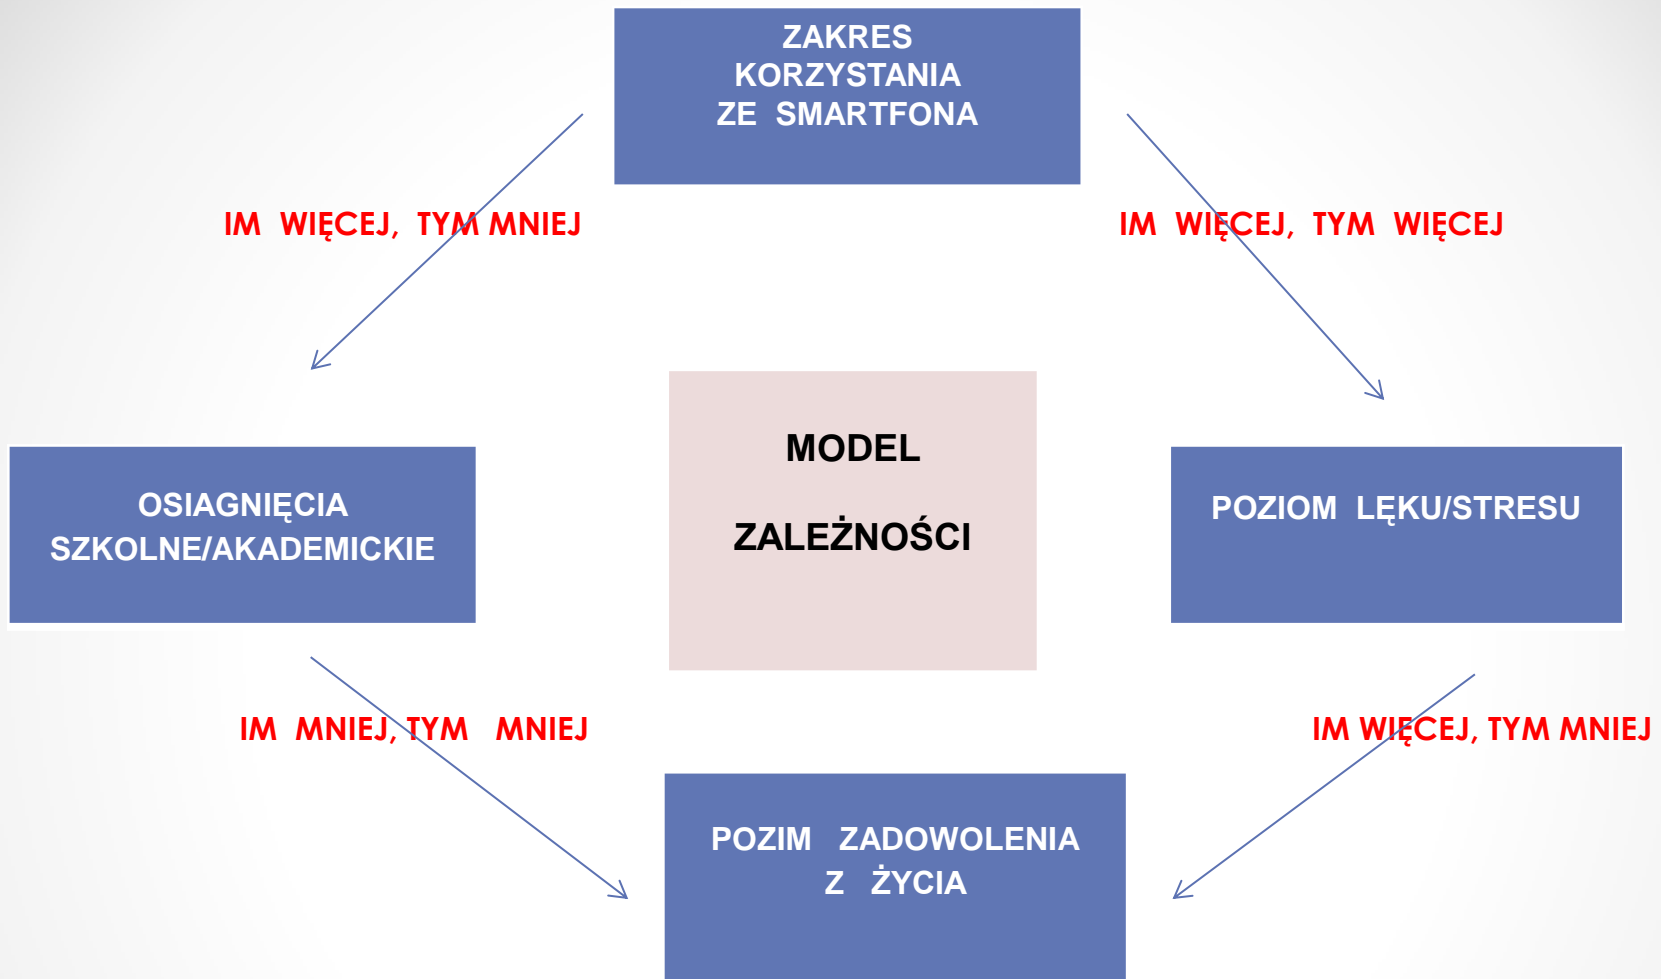 ZAKRES
KORZYSTANIA
ZE SMARTFONA
IM WIĘCEJ, TYM MNIEJ
IM WIĘCEJ, TYM WIĘCEJ
MODEL
ZALEŻNOŚCI
OSIAGNIĘCIA
SZKOLNE/AKADEMICKIE
POZIOM LĘKU/STRESU
IM MNIEJ, TYM MNIEJ
IM WIĘCEJ, TYM MNIEJ
POZIM ZADOWOLENIA
Z ŻYCIA